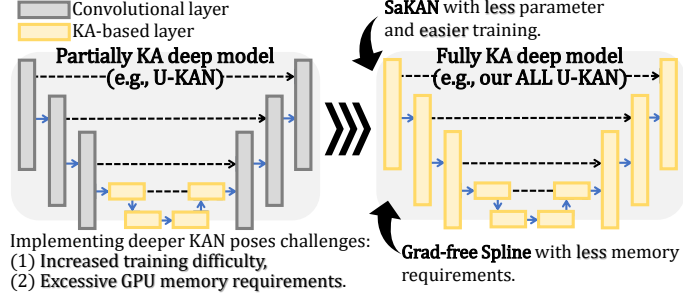 Convolutional layer
KA-based layer
SaKAN with less parameter
and easier training.
Partially KA deep model
(e.g., U-KAN)
Fully KA deep model
(e.g., our ALL U-KAN)
Implementing deeper KAN poses challenges:
(1) Increased training difficulty,
(2) Excessive GPU memory requirements.
Grad-free Spline with less memory
requirements.